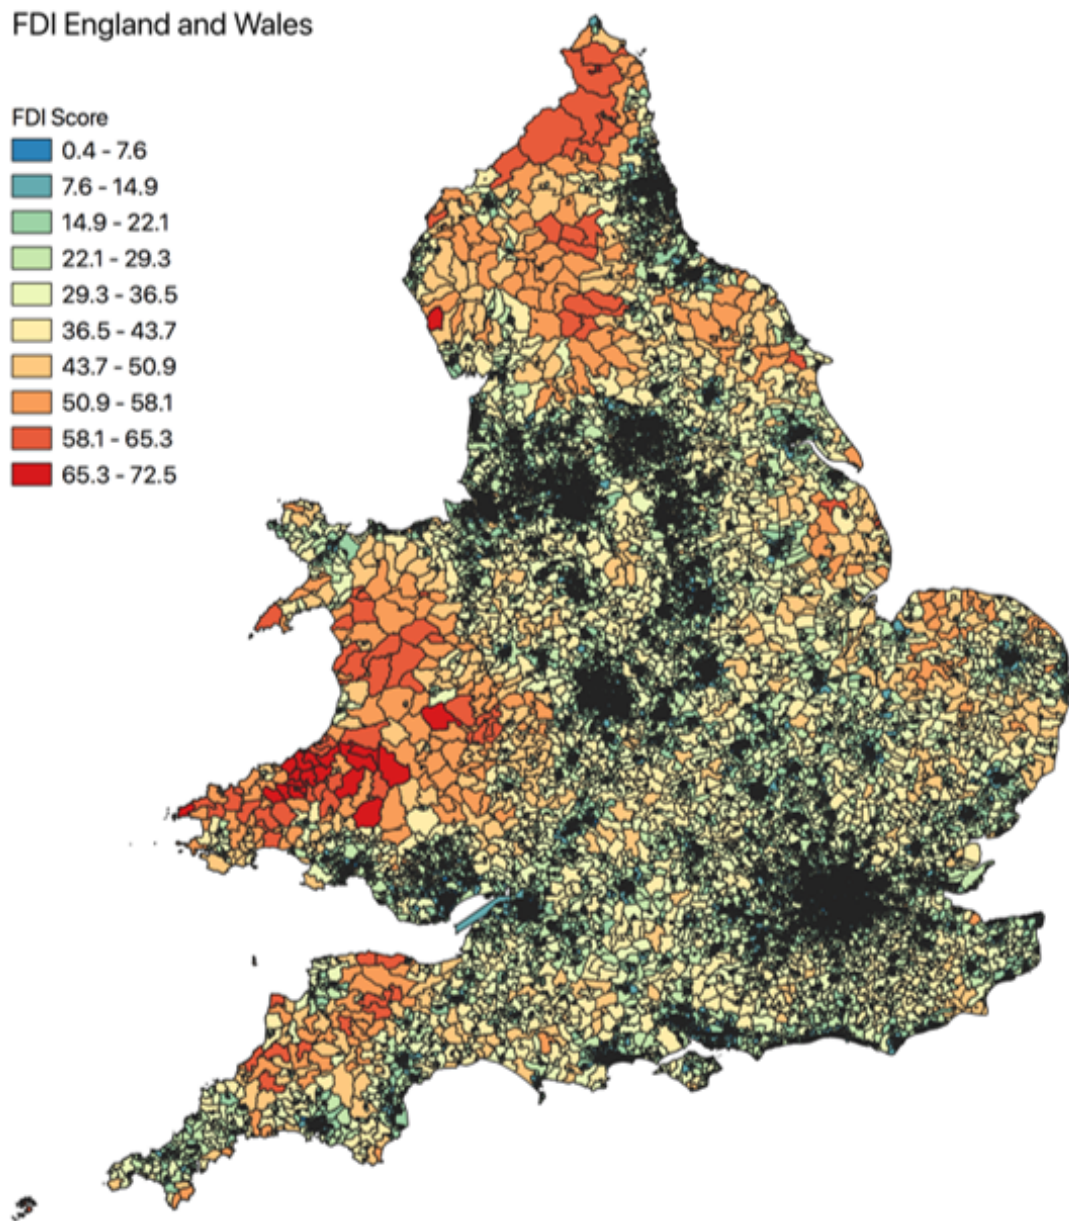 FDI England and Wales
FDI Score
0.4 - 7.6
7.6 - 14.9
14.9 - 22.1
22.1 - 29.3
29.3 - 36.5
36.5 - 43.7
43.7 - 50.9
50.9 - 58.1
58.1 - 65.3
65.3 - 72.5